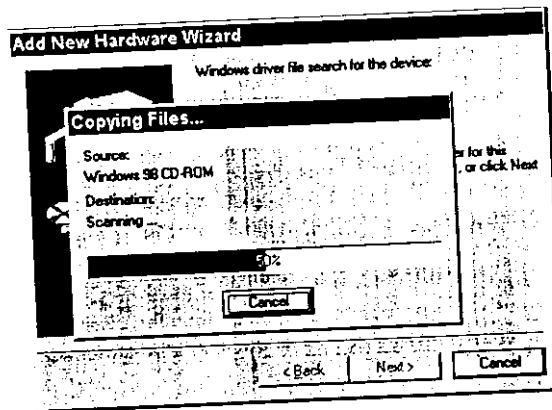 Add New Hardware Wizard
Windows driver file search for the device:
Copying Files...
Source:
Windows 98 CD-ROM
Destination:
Scanning ...
er for this
, or click Next
50%
Cancel
< Back
Next >
Cancel